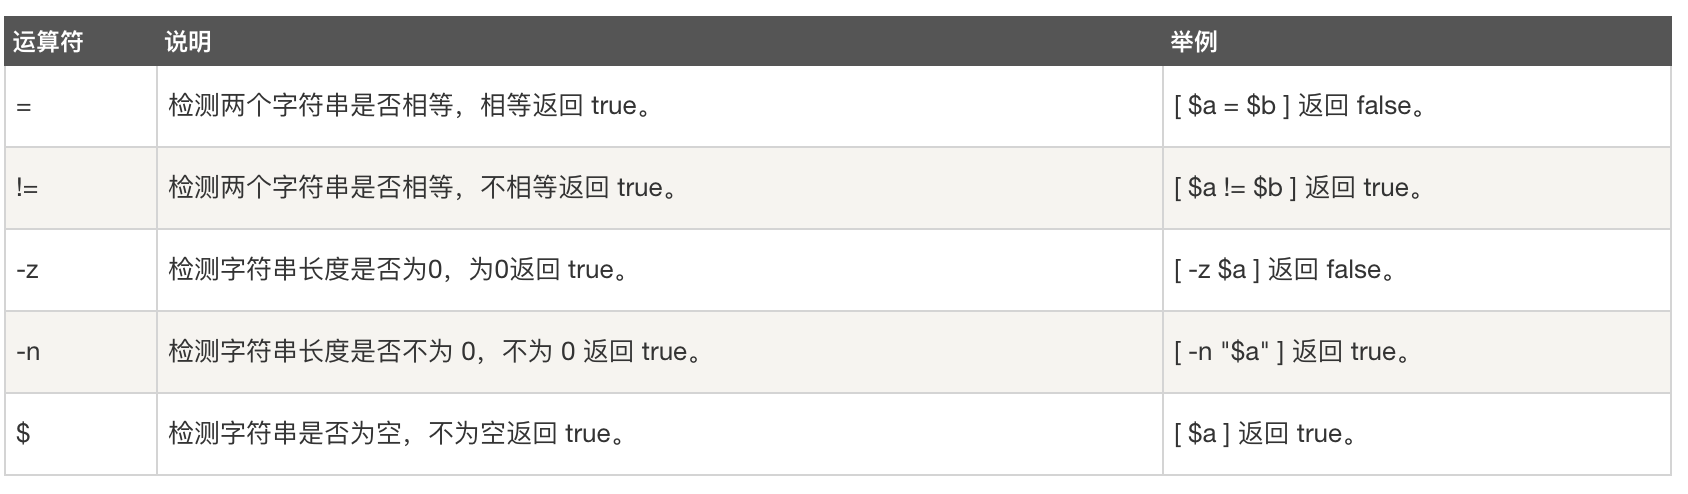 运算符 说明 举例
= 检测两个字符串是否相等，相等返回 true。 [ $a = $b ] 返回 false。
!= 检测两个字符串是否相等，不相等返回 true。 [ $a != $b ] 返回 true。
-z 检测字符串长度是否为0，为0返回 true。 [ -z $a ] 返回 false。
-n 检测字符串长度是否不为 0，不为 0 返回 true。 [ -n "$a" ] 返回 true。
$ 检测字符串是否为空，不为空返回 true。 [ $a ] 返回 true。